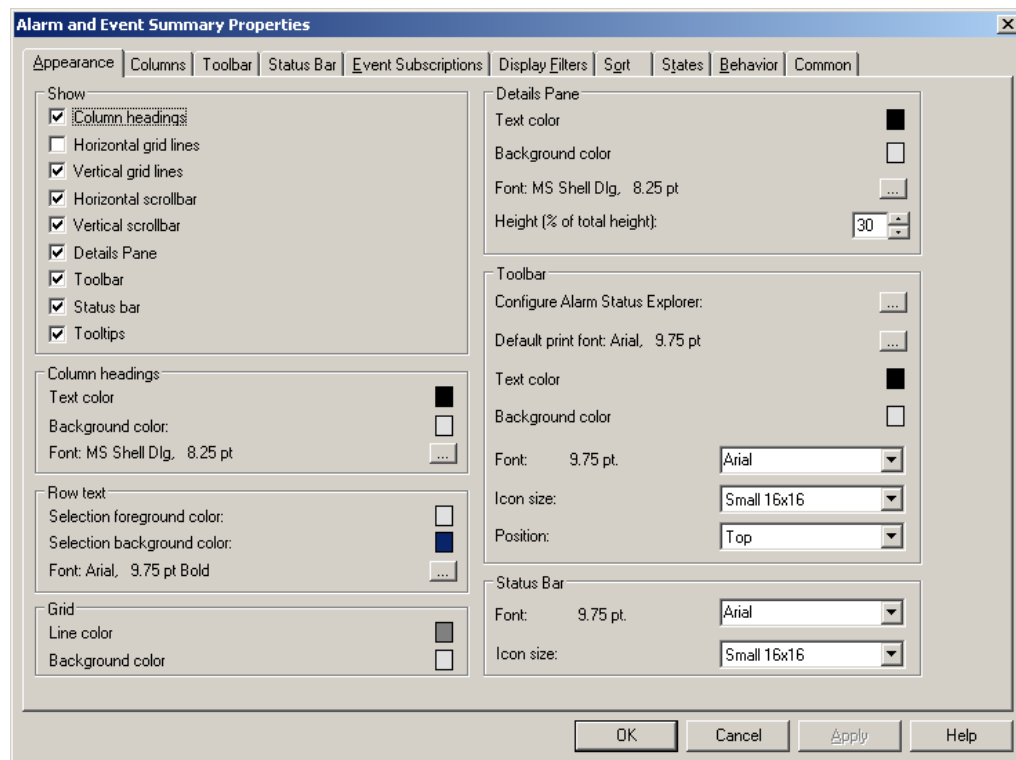 Alarm and Event Summary Properties
Appearance Columns Toolbar Status Bar Event Subscriptions Display Filters Sort States Behavior Common
Show
Column headings
Horizontal grid lines
Vertical grid lines
Horizontal scrollbar
Vertical scrollbar
Details Pane
Toolbar
Status bar
Tooltips
Column headings
Text color
Background color:
Font: MS Shell Dlg, 8.25 pt
...
Row text
Selection foreground color:
Selection background color:
Font: Arial, 9.75 pt Bold
...
Grid
Line color
Background color
Details Pane
Text color
Background color
Font: MS Shell Dlg, 8.25 pt
...
Height (% of total height):
30
Toolbar
Configure Alarm Status Explorer:
...
Default print font: Arial, 9.75 pt
...
Text color
Background color
Font: 9.75 pt. Arial
Icon size: Small 16x16
Position: Top
Status Bar
Font: 9.75 pt. Arial
Icon size: Small 16x16
OK Cancel Apply Help